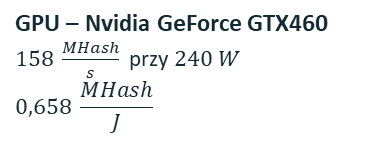 GPU – Nvidia GeForce GTX460
158 MHash/s przy 240 W
0,658 MHash/J